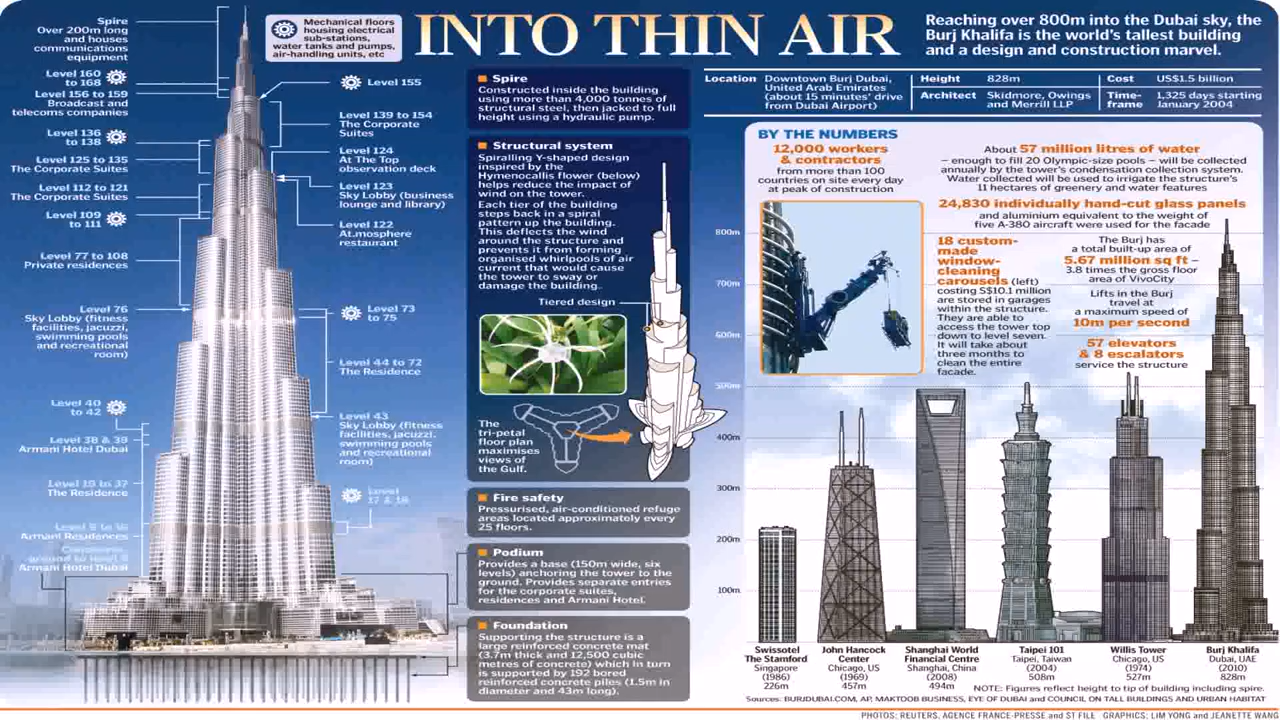 INTO THIN AIR
Reaching over 800m into the Dubai sky, the
Burj Khalifa is the world's tallest building
and a design and construction marvel.
Mechanical floors
housing electrical
sub-stations,
water tanks and pumps,
air-handling units, etc
Spire
Over 200m long
and houses
communications
equipment
Level 160
to 168
Level 156 to 159
Broadcast and
telecoms companies
Level 136
to 138
Level 125 to 135
The Corporate Suites
Level 112 to 121
The Corporate Suites
Level 109
to 111
Level 77 to 108
Private residences
Level 76
Sky Lobby (fitness
facilities, jacuzzi,
swimming pools
and recreational
room)
Level 40
to 42
Level 38 & 39
Armani Hotel Dubai
Level 19 to 37
The Residence
Level 9 to 16
Armani Residences
Concourse,
ground to level 8
Armani Hotel Dubai
Level 155
Level 139 to 154
The Corporate
Suites
Level 124
At The Top
observation deck
Level 123
Sky Lobby (business
lounge and library)
Level 122
At.mosphere
restaurant
Level 73
to 75
Level 44 to 72
The Residence
Level 43
Sky Lobby (fitness
facilities, jacuzzi,
swimming pools
and recreational
room)
Level
17 & 18
Spire
Constructed inside the building
using more than 4,000 tonnes of
structural steel, then jacked to full
height using a hydraulic pump.
Structural system
Spiralling Y-shaped design
inspired by the
Hymenocallis flower (below)
helps reduce the impact of
wind on the tower.
Each tier of the building
steps back in a spiral
pattern up the building.
This deflects the wind
around the structure and
prevents it from forming
organised whirlpools of air
current that would cause
the tower to sway or
damage the building.
Tiered design
The
tri-petal
floor plan
maximises
views of
the Gulf.
Fire safety
Pressurised, air-conditioned refuge
areas located approximately every
25 floors.
Podium
Provides a base (150m wide, six
levels) anchoring the tower to the
ground. Provides separate entries
for the corporate suites,
residences and Armani Hotel.
Foundation
Supporting the structure is a
large reinforced concrete mat
(3.7m thick and 12,500 cubic
metres of concrete) which in turn
is supported by 192 bored
reinforced concrete piles (1.5m in
diameter and 43m long).
Location Downtown Burj Dubai,
United Arab Emirates
(about 15 minutes' drive
from Dubai Airport)
Height 828m
Architect Skidmore, Owings
and Merrill LLP
Cost US$1.5 billion
Time-
frame 1,325 days starting
January 2004
BY THE NUMBERS
12,000 workers
& contractors
from more than 100
countries on site every day
at peak of construction
About 57 million litres of water
– enough to fill 20 Olympic-size pools – will be collected
annually by the tower's condensation collection system.
Water collected will be used to irrigate the structure's
11 hectares of greenery and water features
24,830 individually hand-cut glass panels
and aluminium equivalent to the weight of
five A-380 aircraft were used for the facade
18 custom-
made
window-
cleaning
carousels (left)
costing S$10.1 million
are stored in garages
within the structure.
They are able to
access the tower top
down to level seven.
It will take about
three months to
clean the entire
facade.
The Burj has
a total built-up area of
5.67 million sq ft –
3.8 times the gross floor
area of VivoCity
Lifts in the Burj
travel at
a maximum speed of
10m per second
57 elevators
& 8 escalators
service the structure
800m
700m
600m
500m
400m
300m
200m
100m
Swissotel
The Stamford
Singapore
(1986)
226m
John Hancock
Center
Chicago, US
(1969)
457m
Shanghai World
Financial Centre
Shanghai, China
(2008)
494m
Taipei 101
Taipei, Taiwan
(2004)
508m
Willis Tower
Chicago, US
(1974)
527m
Burj Khalifa
Dubai, UAE
(2010)
828m
NOTE: Figures reflect height to tip of building including spire.
Sources: BURJDUBAI.COM, AP, MAKTOOB BUSINESS, EYE OF DUBAI and COUNCIL ON TALL BUILDINGS AND URBAN HABITAT
PHOTOS: REUTERS, AGENCE FRANCE-PRESSE and ST FILE GRAPHICS: LIM YONG and JEANETTE WANG